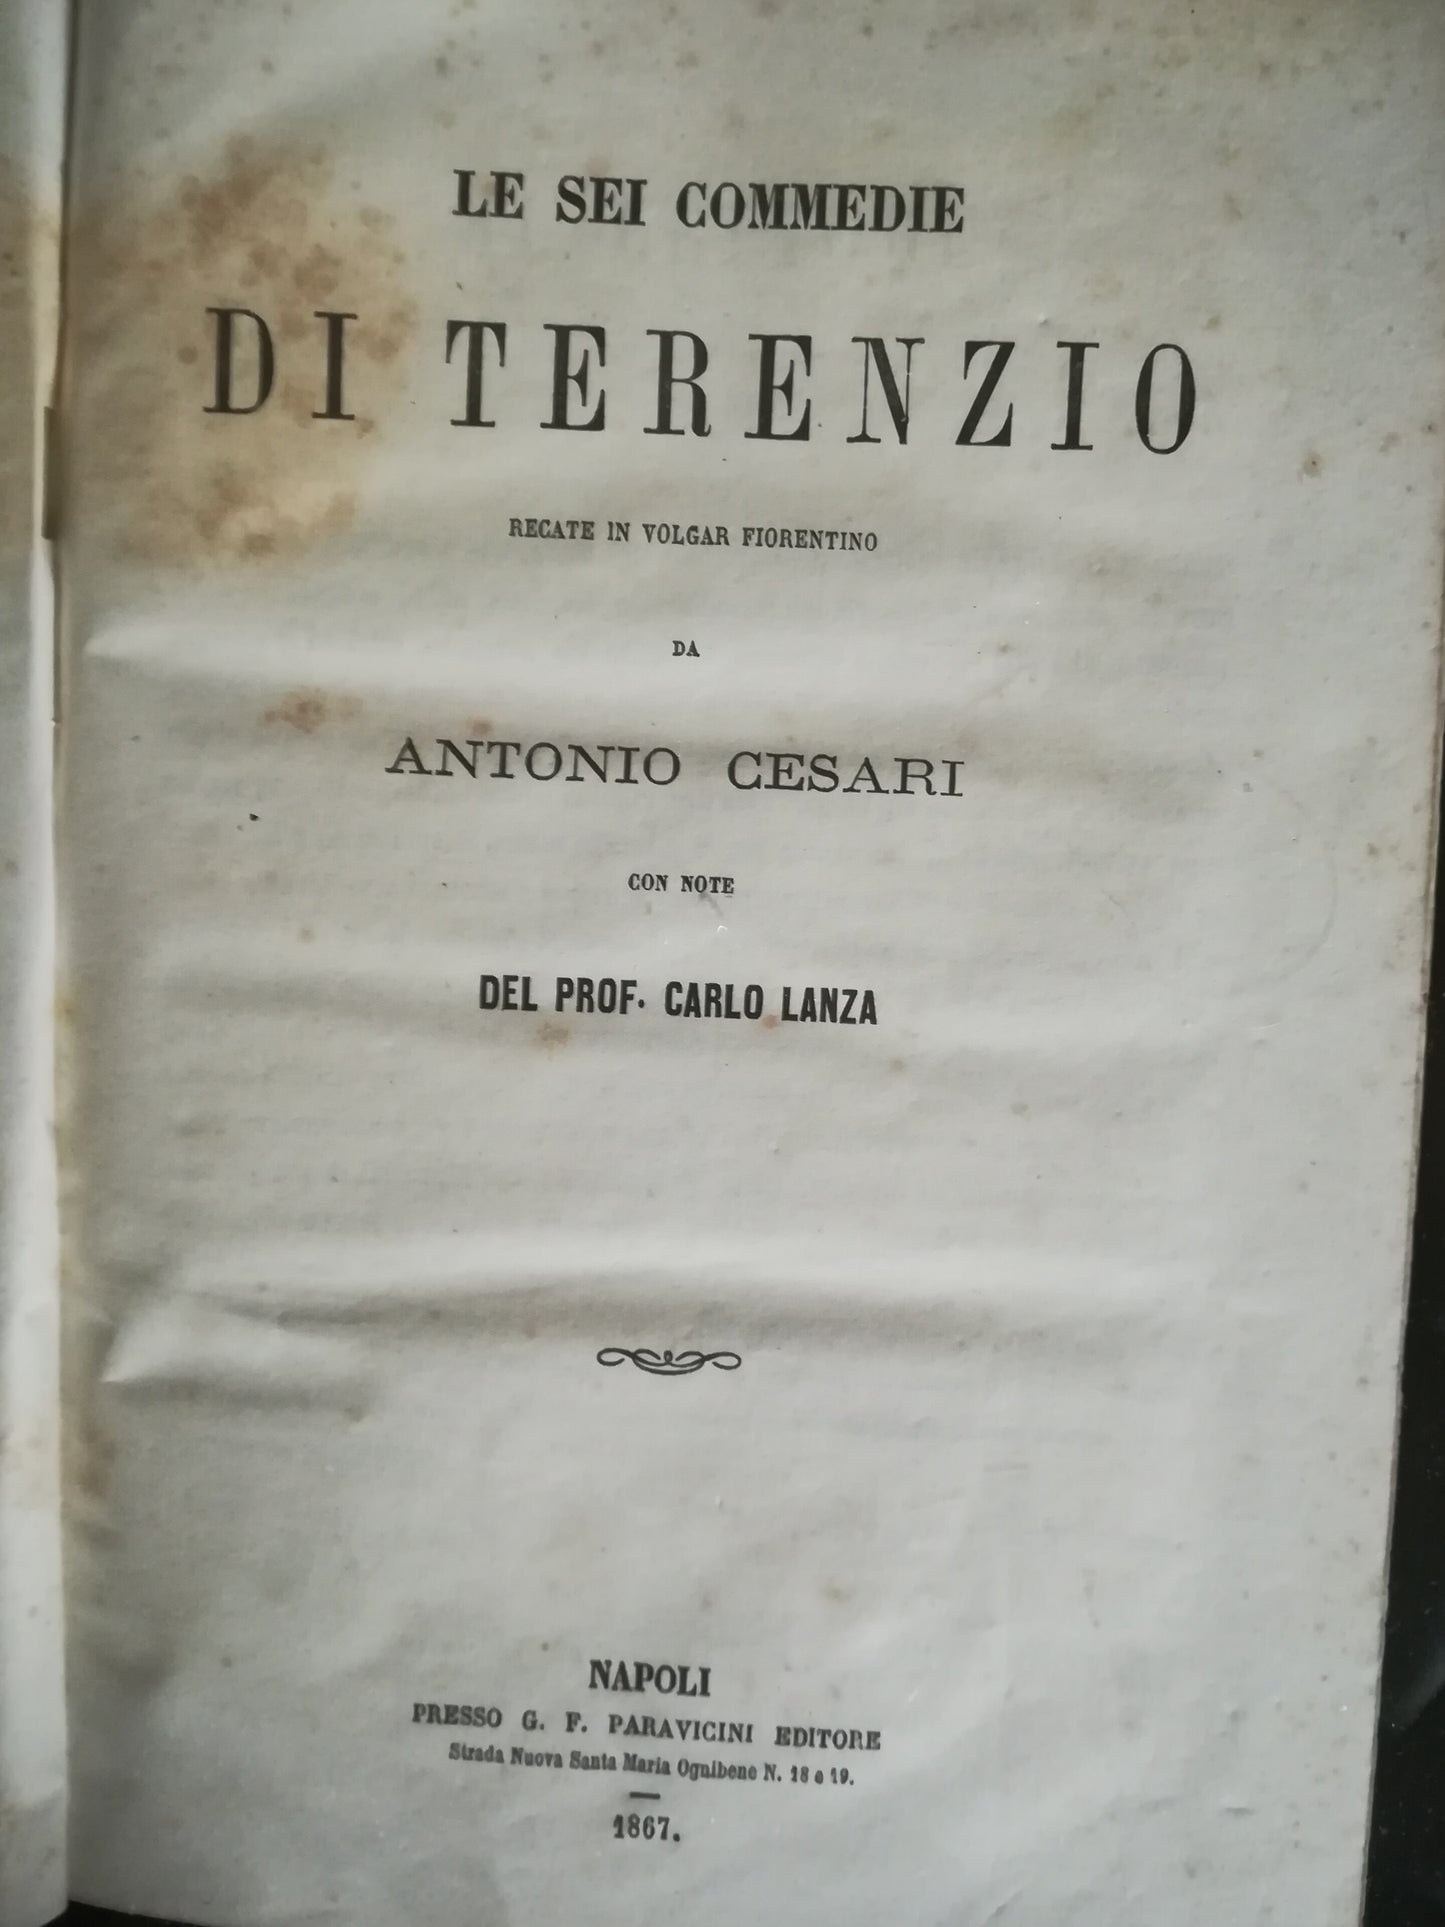 LE SEI COMMEDIE
DI TERENZIO
RECATE IN VOLGAR FIORENTINO
DA
ANTONIO CESARI
CON NOTE
DEL PROF. CARLO LANZA
NAPOLI
PRESSO G. F. PARAVICINI EDITORE
Strada Nuova Santa Maria Ognibene N. 18 e 19.
1867.